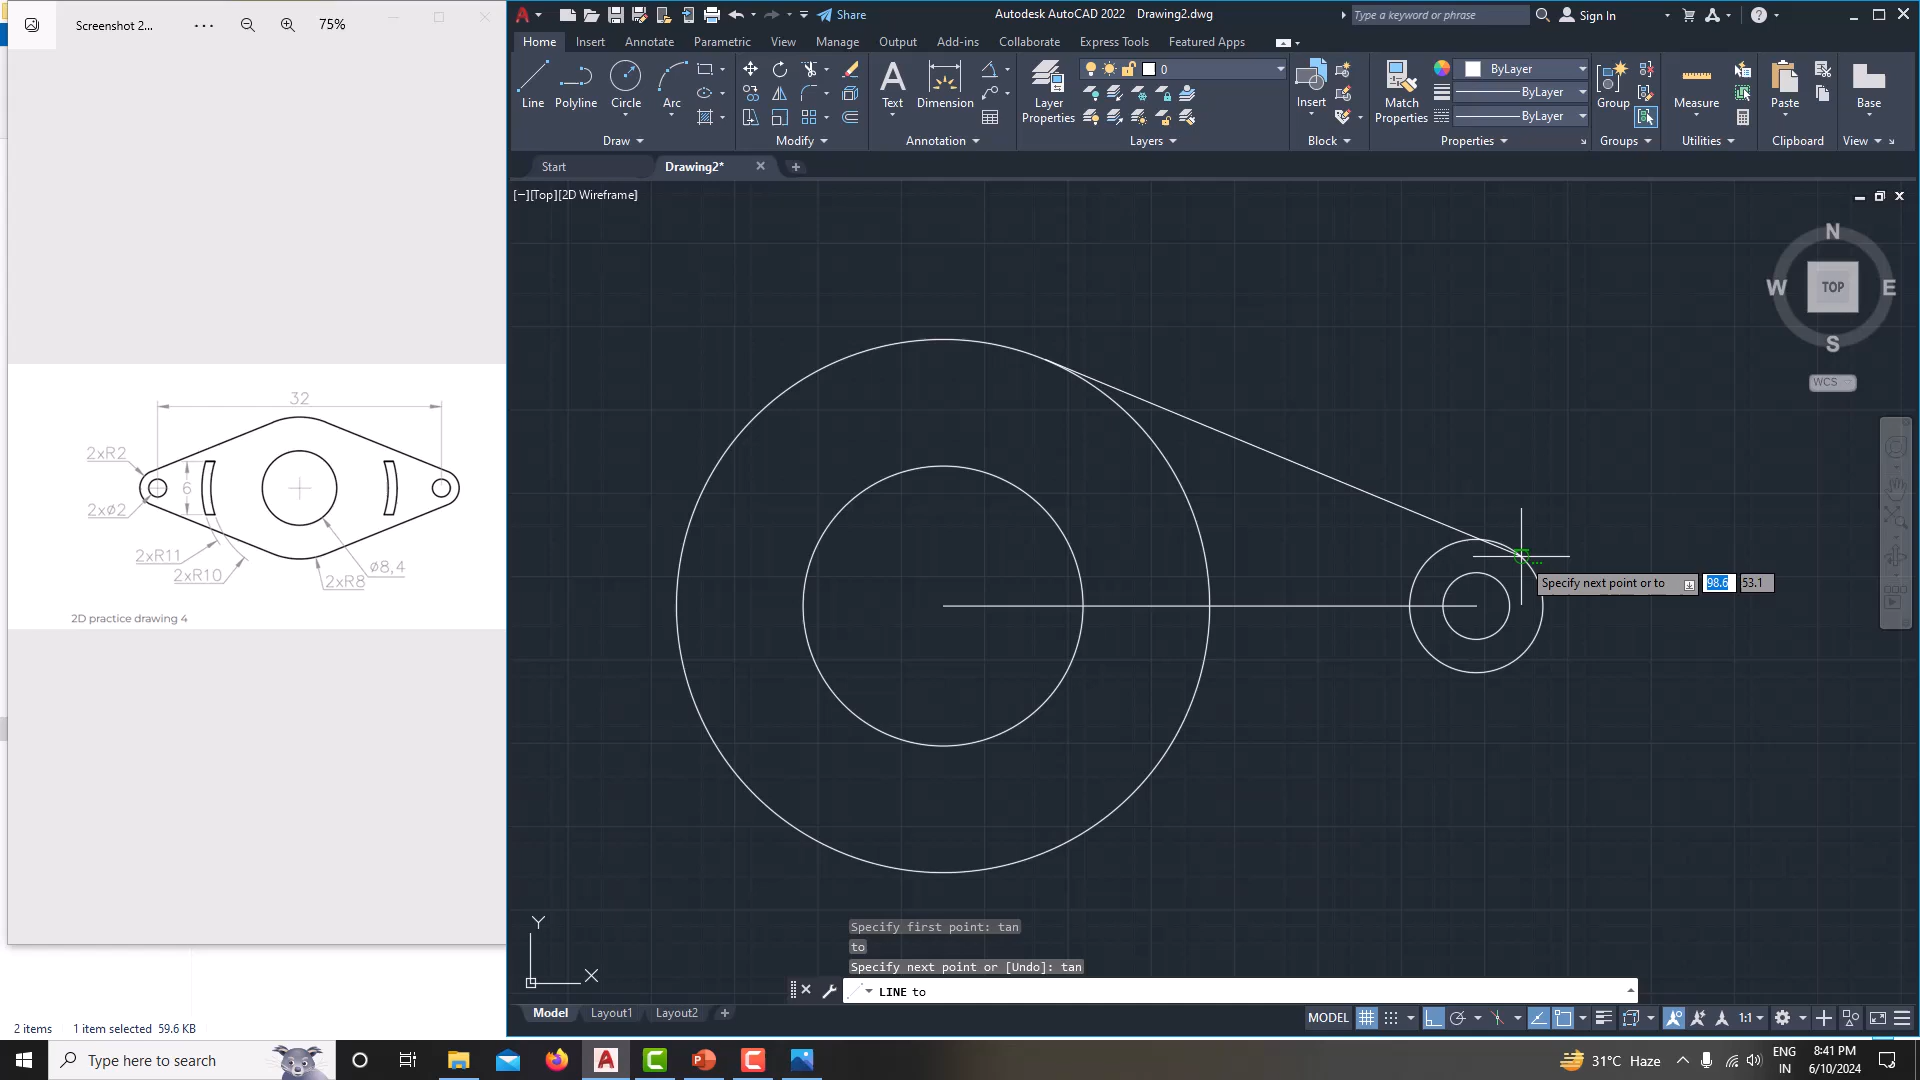 Screenshot 2...
75%
32
2xR2
6
2xø2
2xR11
2xR10
2xR8
ø8,4
2D practice drawing 4
2 items
1 item selected 59.6 KB
Share
Autodesk AutoCAD 2022 Drawing2.dwg
Type a keyword or phrase
Sign In
Home
Insert
Annotate
Parametric
View
Manage
Output
Add-ins
Collaborate
Express Tools
Featured Apps
Line
Polyline
Circle
Arc
Draw
Modify
Text
Dimension
Annotation
Layer
Properties
0
Layers
Insert
Block
Match
Properties
ByLayer
ByLayer
ByLayer
Properties
Group
Groups
Measure
Utilities
Paste
Clipboard
Base
View
Start
Drawing2*
[−][Top][2D Wireframe]
N
W
TOP
E
S
WCS
Specify next point or to
98.6
53.1
Y
X
Specify first point: tan
to
Specify next point or [Undo]: tan
LINE to
Model
Layout1
Layout2
MODEL
1:1
Type here to search
31°C Haze
ENG
IN
8:41 PM
6/10/2024